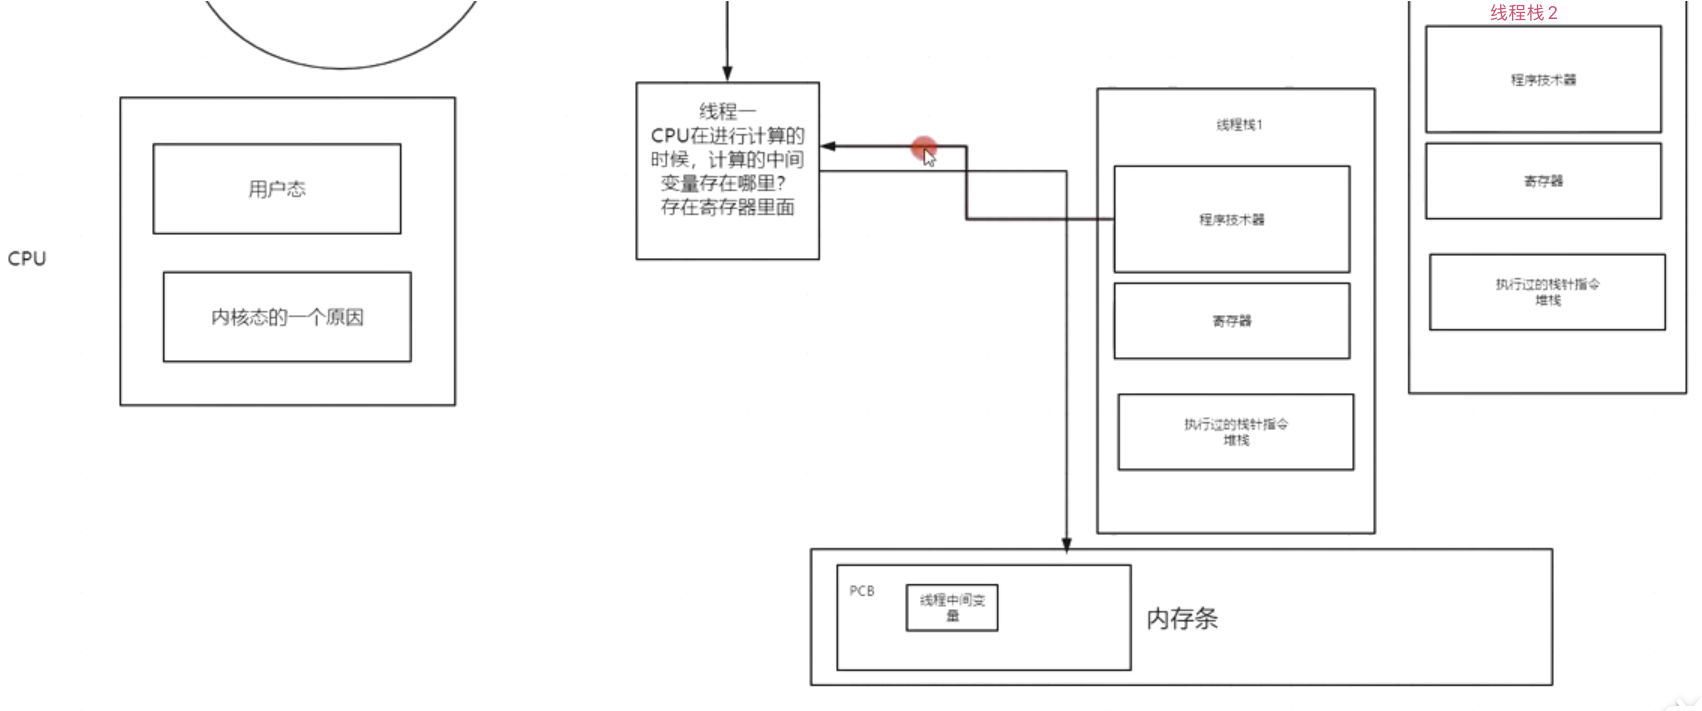 CPU
用户态
内核态的一个原因
线程一
CPU在进行计算的
时候，计算的中间
变量存在哪里？
存在寄存器里面
线程栈1
程序技术器
寄存器
执行过的栈针指令
堆栈
线程栈2
程序技术器
寄存器
执行过的栈针指令
堆栈
PCB
线程中间变
量
内存条